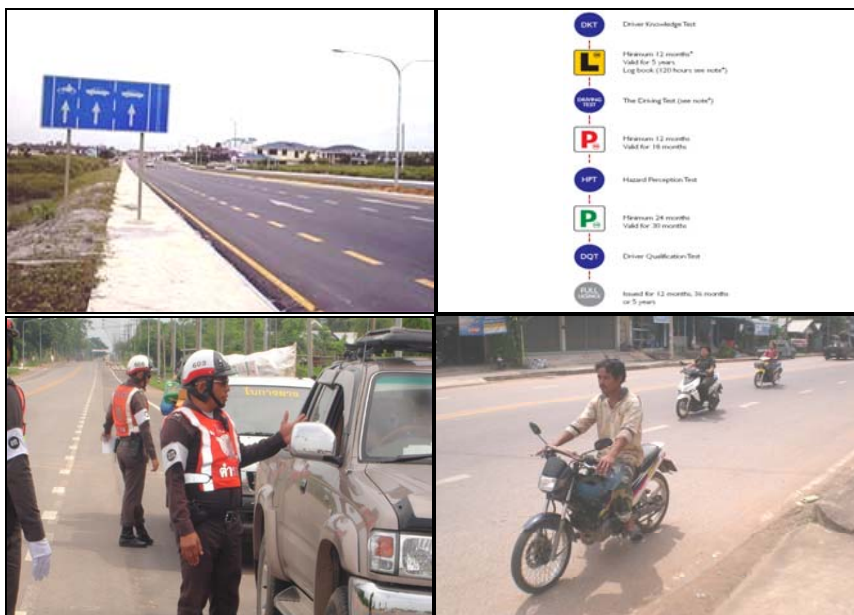 DKT
Driver Knowledge Test
L
Minimum 12 months*
Valid for 5 years
Log book (120 hours see note*)
DRIVING
TEST
The Driving Test (see note*)
P
Minimum 12 months
Valid for 18 months
HPT
Hazard Perception Test
P
Minimum 24 months
Valid for 30 months
DQT
Driver Qualification Test
FULL
LICENCE
Issued for 12 months, 36 months
or 5 years
609